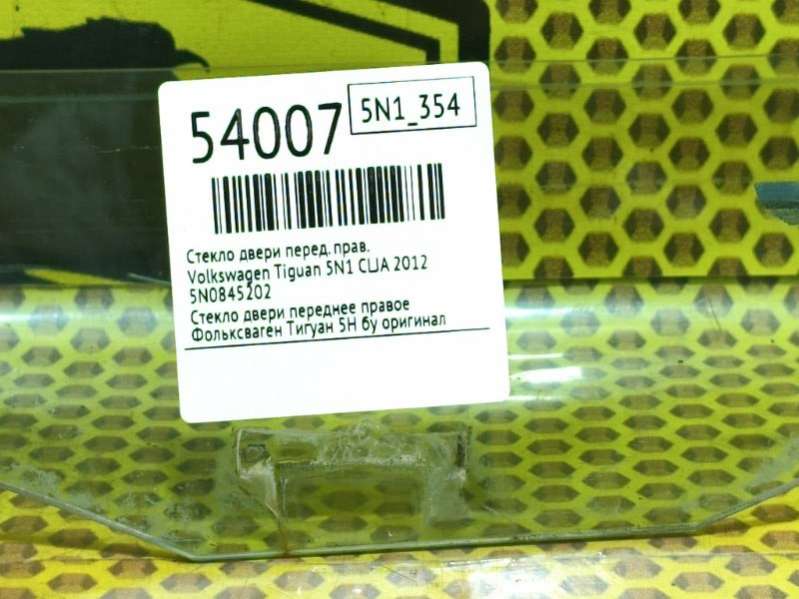 54007
5N1_354
Стекло двери перед. прав.
Volkswagen Tiguan 5N1 CLJA 2012
5N0845202
Стекло двери переднее правое
Фольксваген Тигуан 5Н бу оригинал